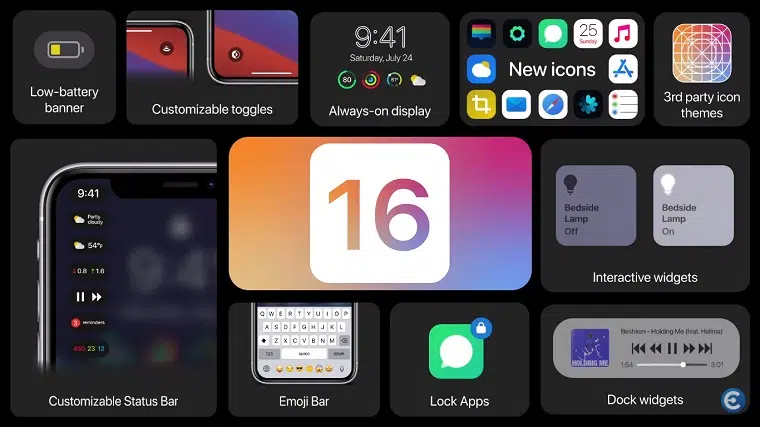 Low-battery
banner
Customizable toggles
9:41
Saturday, July 24
80
51°
Always-on display
25
Sunday
New icons
3rd party icon
themes
9:41
Partly
cloudy
54°F
↓0.8 ↑1.6
3 Reminders
450 23 12
Customizable Status Bar
16
Bedside
Lamp
Off
Bedside
Lamp
On
Interactive widgets
Q W E R T Y U I O P
A S D F G H J K L
Z X C V B N M
123 space return
Emoji Bar
Lock Apps
Beshken - Holding Me (feat. Halima)
HOLDING ME
1:54 3:01
Dock widgets